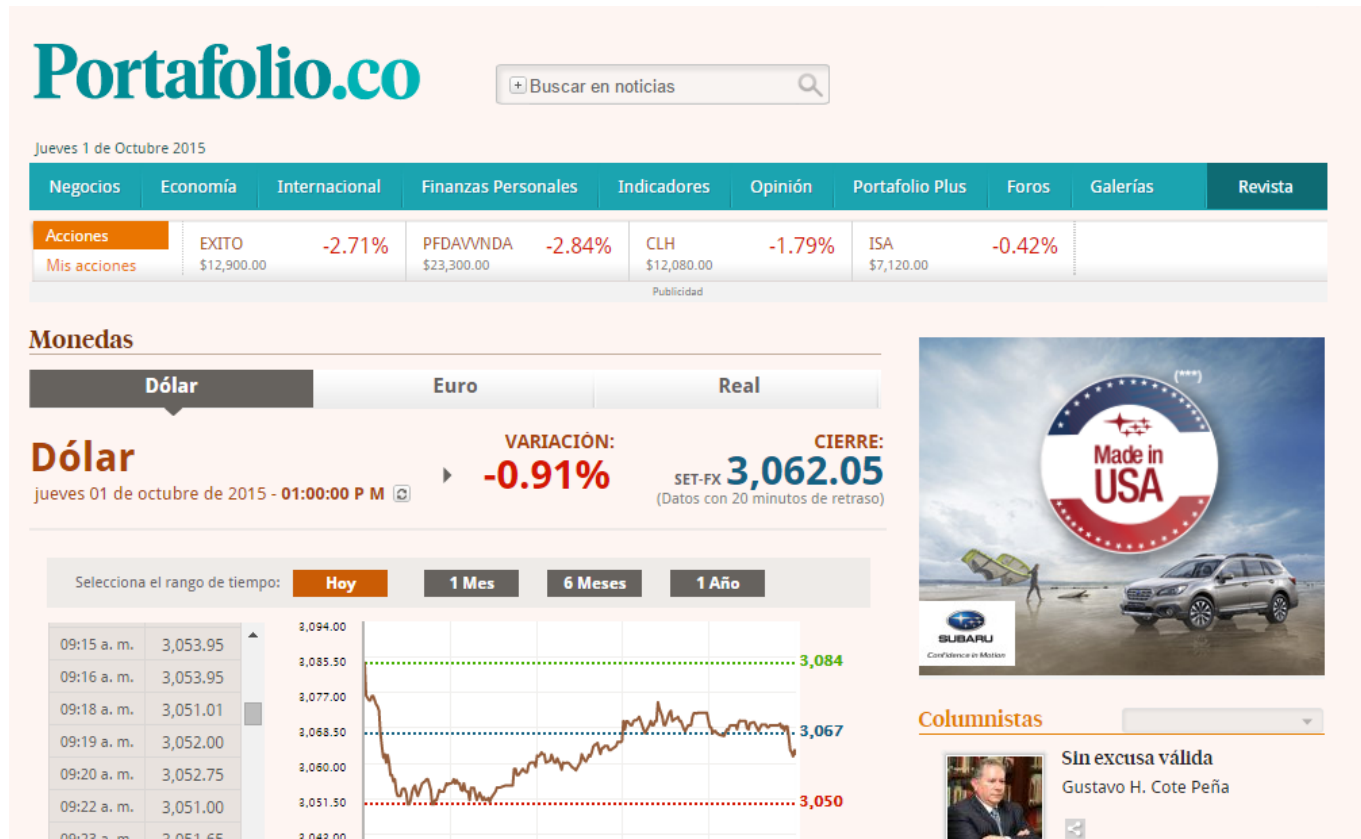 Portafolio.co
Buscar en noticias
Jueves 1 de Octubre 2015
Negocios Economía Internacional Finanzas Personales Indicadores Opinión Portafolio Plus Foros Galerías Revista
Acciones
Mis acciones
EXITO -2.71%
$12,900.00
PFDAVVNDA -2.84%
$23,300.00
CLH -1.79%
$12,080.00
ISA -0.42%
$7,120.00
Publicidad
Monedas
Dólar Euro Real
Dólar
jueves 01 de octubre de 2015 - 01:00:00 P M
VARIACIÓN:
-0.91%
CIERRE:
SET-FX 3,062.05
(Datos con 20 minutos de retraso)
Selecciona el rango de tiempo: Hoy 1 Mes 6 Meses 1 Año
09:15 a. m. 3,053.95
09:16 a. m. 3,053.95
09:18 a. m. 3,051.01
09:19 a. m. 3,052.00
09:20 a. m. 3,052.75
09:22 a. m. 3,051.00
09:23 a. m. 3,051.65
3,094.00
3,085.50
3,077.00
3,068.50
3,060.00
3,051.50
3,043.00
3,084
3,067
3,050
(***)
Made in
USA
SUBARU
Confidence in Motion
Columnistas
Sin excusa válida
Gustavo H. Cote Peña